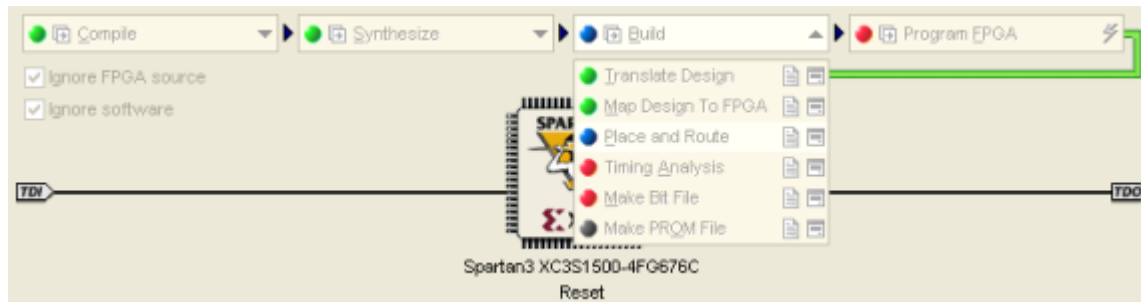 Compile
Synthesize
Build
Program FPGA
Ignore FPGA source
Ignore software
Translate Design
Map Design To FPGA
Place and Route
Timing Analysis
Make Bit File
Make PROM File
SPAR
TDI
TDO
Spartan3 XC3S1500-4FG676C
Reset